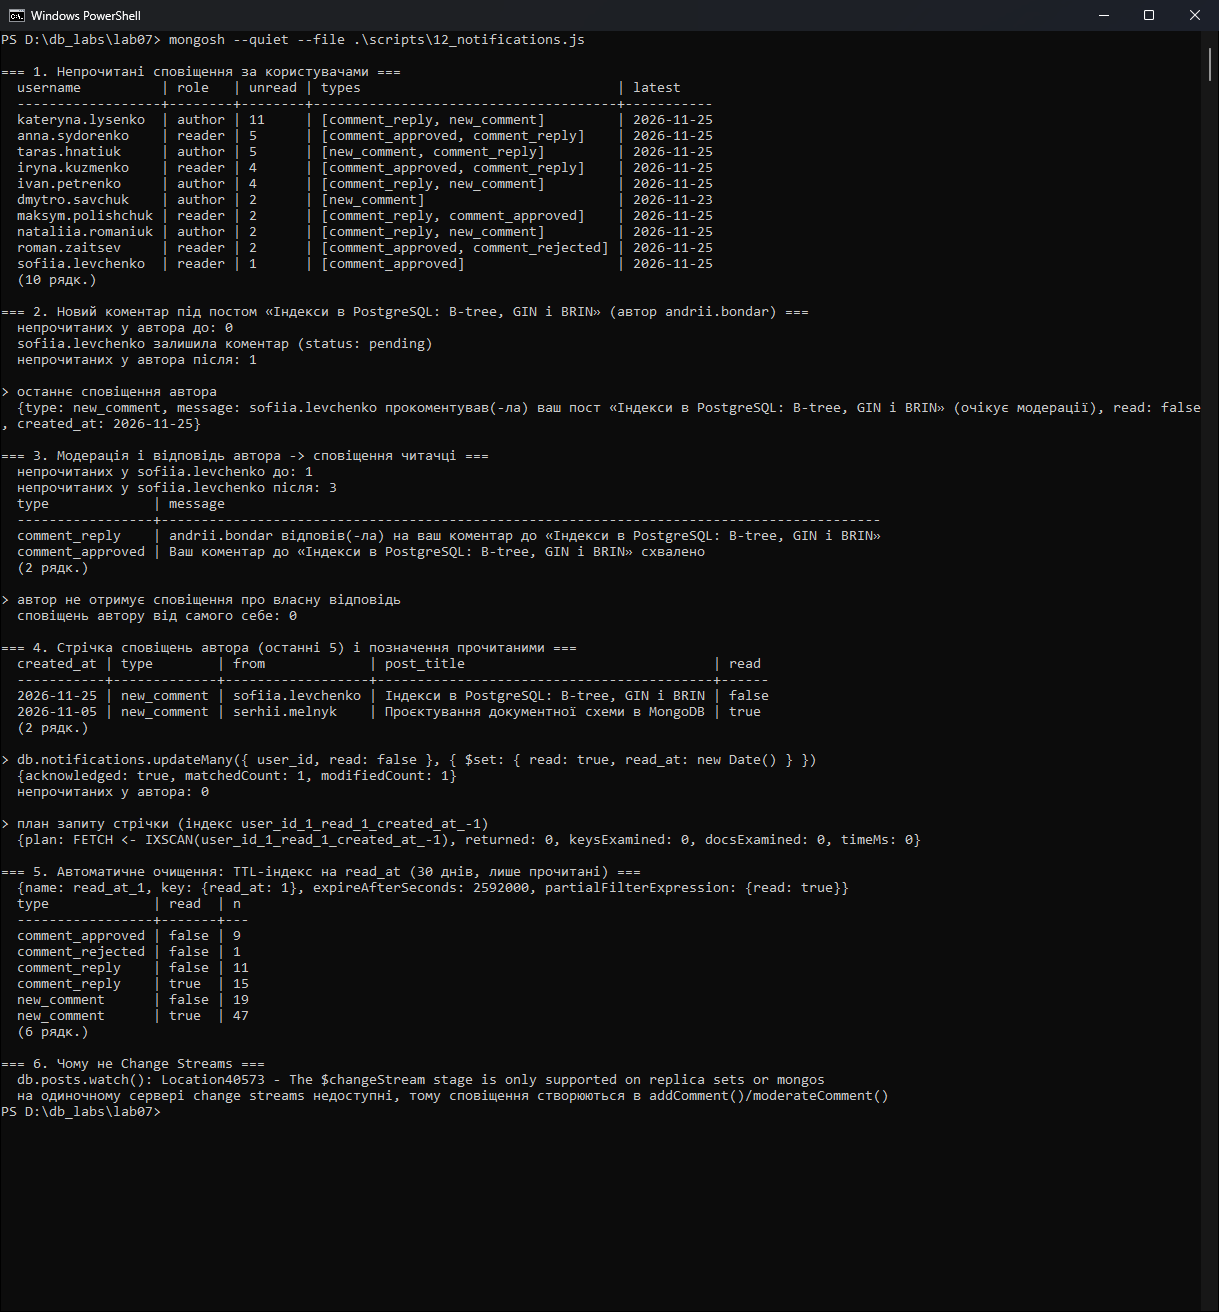 Windows PowerShell
PS D:\db_labs\lab07> mongosh --quiet --file .\scripts\12_notifications.js
=== 1. Непрочитані сповіщення за користувачами ===
username          | role   | unread | types                                | latest
------------------+--------+--------+--------------------------------------+-----------
kateryna.lysenko  | author | 11     | [comment_reply, new_comment]         | 2026-11-25
anna.sydorenko    | reader | 5      | [comment_approved, comment_reply]    | 2026-11-25
taras.hnatiuk     | author | 5      | [new_comment, comment_reply]         | 2026-11-25
iryna.kuzmenko    | reader | 4      | [comment_approved, comment_reply]    | 2026-11-25
ivan.petrenko     | author | 4      | [comment_reply, new_comment]         | 2026-11-25
dmytro.savchuk    | author | 2      | [new_comment]                        | 2026-11-23
maksym.polishchuk | reader | 2      | [comment_reply, comment_approved]    | 2026-11-25
nataliia.romaniuk | author | 2      | [comment_reply, new_comment]         | 2026-11-25
roman.zaitsev     | reader | 2      | [comment_approved, comment_rejected] | 2026-11-25
sofiia.levchenko  | reader | 1      | [comment_approved]                   | 2026-11-25
(10 рядк.)
=== 2. Новий коментар під постом «Індекси в PostgreSQL: B-tree, GIN і BRIN» (автор andrii.bondar) ===
непрочитаних у автора до: 0
sofiia.levchenko залишила коментар (status: pending)
непрочитаних у автора після: 1
> останнє сповіщення автора
{type: new_comment, message: sofiia.levchenko прокоментував(-ла) ваш пост «Індекси в PostgreSQL: B-tree, GIN і BRIN» (очікує модерації), read: false
, created_at: 2026-11-25}
=== 3. Модерація і відповідь автора -> сповіщення читачці ===
непрочитаних у sofiia.levchenko до: 1
непрочитаних у sofiia.levchenko після: 3
type             | message
-----------------+------------------------------------------------------------------------------------------
comment_reply    | andrii.bondar відповів(-ла) на ваш коментар до «Індекси в PostgreSQL: B-tree, GIN і BRIN»
comment_approved | Ваш коментар до «Індекси в PostgreSQL: B-tree, GIN і BRIN» схвалено
(2 рядк.)
> автор не отримує сповіщення про власну відповідь
сповіщень автору від самого себе: 0
=== 4. Стрічка сповіщень автора (останні 5) і позначення прочитаними ===
created_at | type        | from             | post_title                               | read
-----------+-------------+------------------+------------------------------------------+------
2026-11-25 | new_comment | sofiia.levchenko | Індекси в PostgreSQL: B-tree, GIN і BRIN | false
2026-11-05 | new_comment | serhii.melnyk    | Проєктування документної схеми в MongoDB | true
(2 рядк.)
> db.notifications.updateMany({ user_id, read: false }, { $set: { read: true, read_at: new Date() } })
{acknowledged: true, matchedCount: 1, modifiedCount: 1}
непрочитаних у автора: 0
> план запиту стрічки (індекс user_id_1_read_1_created_at_-1)
{plan: FETCH <- IXSCAN(user_id_1_read_1_created_at_-1), returned: 0, keysExamined: 0, docsExamined: 0, timeMs: 0}
=== 5. Автоматичне очищення: TTL-індекс на read_at (30 днів, лише прочитані) ===
{name: read_at_1, key: {read_at: 1}, expireAfterSeconds: 2592000, partialFilterExpression: {read: true}}
type             | read  | n
-----------------+-------+---
comment_approved | false | 9
comment_rejected | false | 1
comment_reply    | false | 11
comment_reply    | true  | 15
new_comment      | false | 19
new_comment      | true  | 47
(6 рядк.)
=== 6. Чому не Change Streams ===
db.posts.watch(): Location40573 - The $changeStream stage is only supported on replica sets or mongos
на одиночному сервері change streams недоступні, тому сповіщення створюються в addComment()/moderateComment()
PS D:\db_labs\lab07>